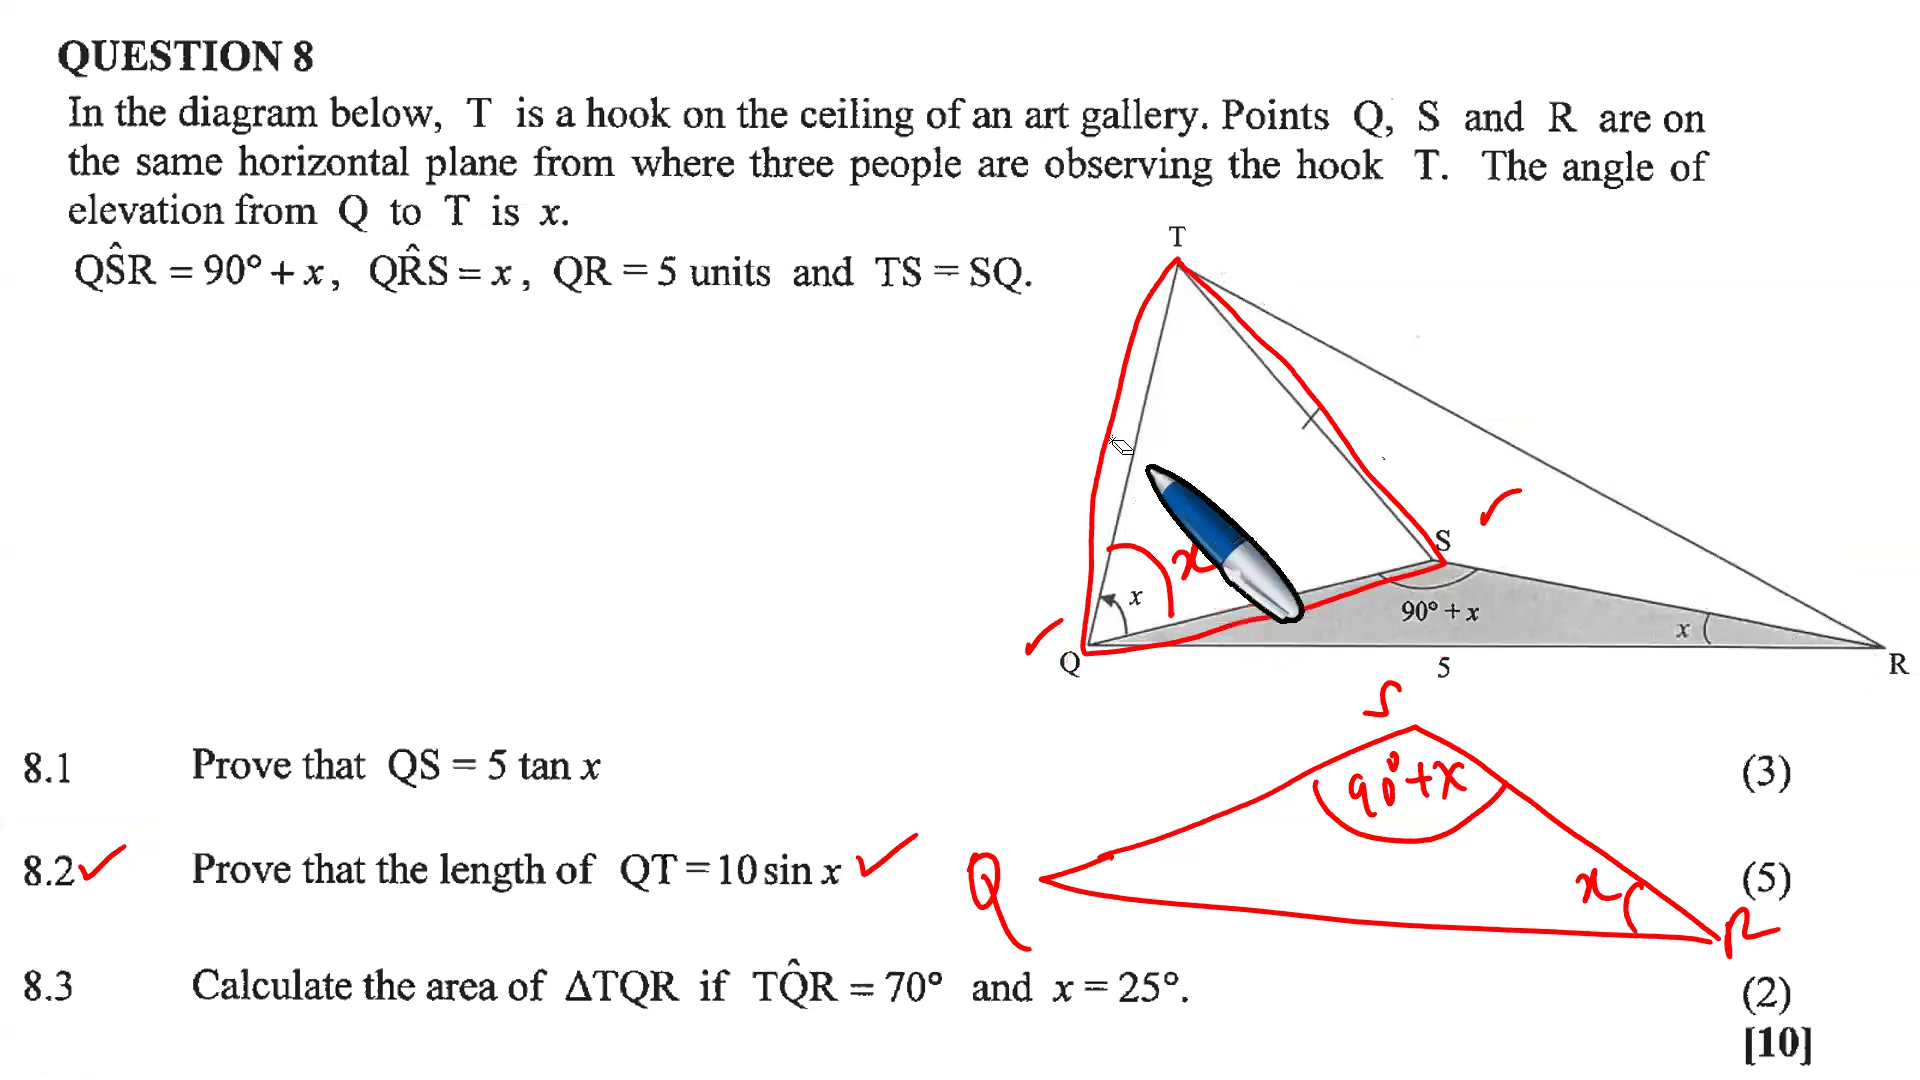 QUESTION 8
In the diagram below, T is a hook on the ceiling of an art gallery. Points Q, S and R are on
the same horizontal plane from where three people are observing the hook T. The angle of
elevation from Q to T is x.
QŜR = 90° + x, QR̂S = x, QR = 5 units and TS = SQ.
T
S
x
x
90° + x
x
Q
5
R
S
90° + x
Q
x
R
8.1 Prove that QS = 5 tan x (3)
8.2 Prove that the length of QT = 10 sin x (5)
8.3 Calculate the area of ΔTQR if TQ̂R = 70° and x = 25°. (2)
[10]